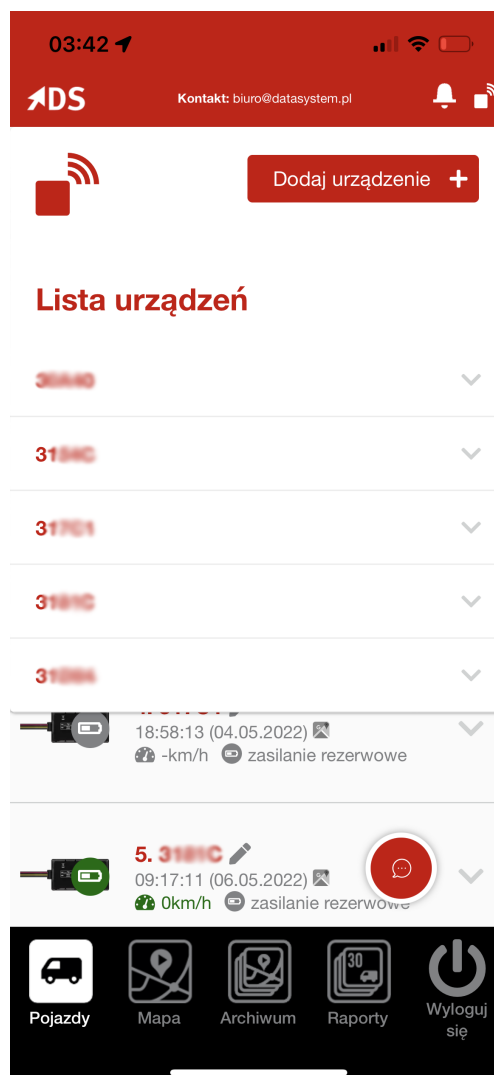 03:42
DS
Kontakt: biuro@datasystem.pl
Dodaj urządzenie
Lista urządzeń
18:58:13 (04.05.2022)
-km/h zasilanie rezerwowe
5.
09:17:11 (06.05.2022)
0km/h zasilanie rezerwowe
30
Pojazdy
Mapa
Archiwum
Raporty
Wyloguj
się